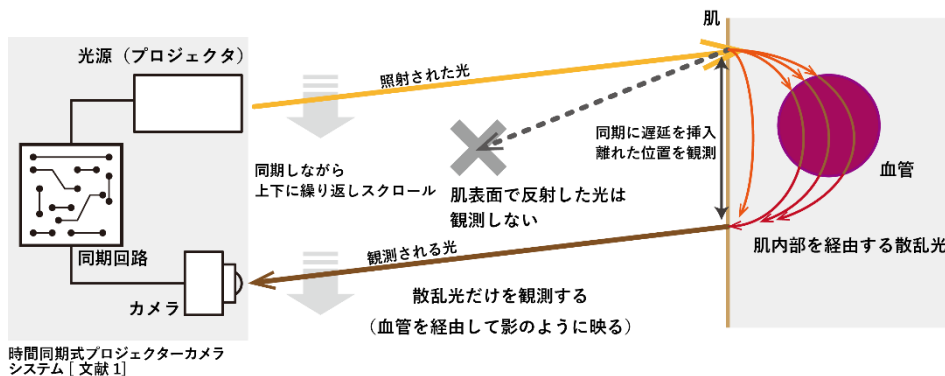 光源（プロジェクタ）
照射された光
肌
同期に遅延を挿入
離れた位置を観測
血管
同期しながら
上下に繰り返しスクロール
肌表面で反射した光は
観測しない
同期回路
観測される光
肌内部を経由する散乱光
カメラ
散乱光だけを観測する
（血管を経由して影のように映る）
時間同期式プロジェクターカメラ
システム [ 文献 1]